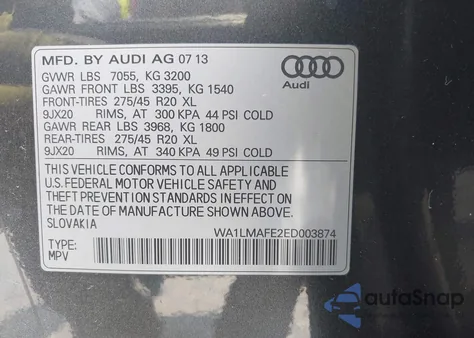 MFD. BY AUDI AG 07 13
GVWR LBS 7055, KG 3200
GAWR FRONT LBS 3395, KG 1540
FRONT-TIRES 275/45 R20 XL
9JX20 RIMS, AT 300 KPA 44 PSI COLD
GAWR REAR LBS 3968, KG 1800
REAR-TIRES 275/45 R20 XL
9JX20 RIMS, AT 340 KPA 49 PSI COLD
Audi
THIS VEHICLE CONFORMS TO ALL APPLICABLE
U.S. FEDERAL MOTOR VEHICLE SAFETY AND
THEFT PREVENTION STANDARDS IN EFFECT ON
THE DATE OF MANUFACTURE SHOWN ABOVE.
SLOVAKIA
WA1LMAFE2ED003874
TYPE:
MPV
autoSnap